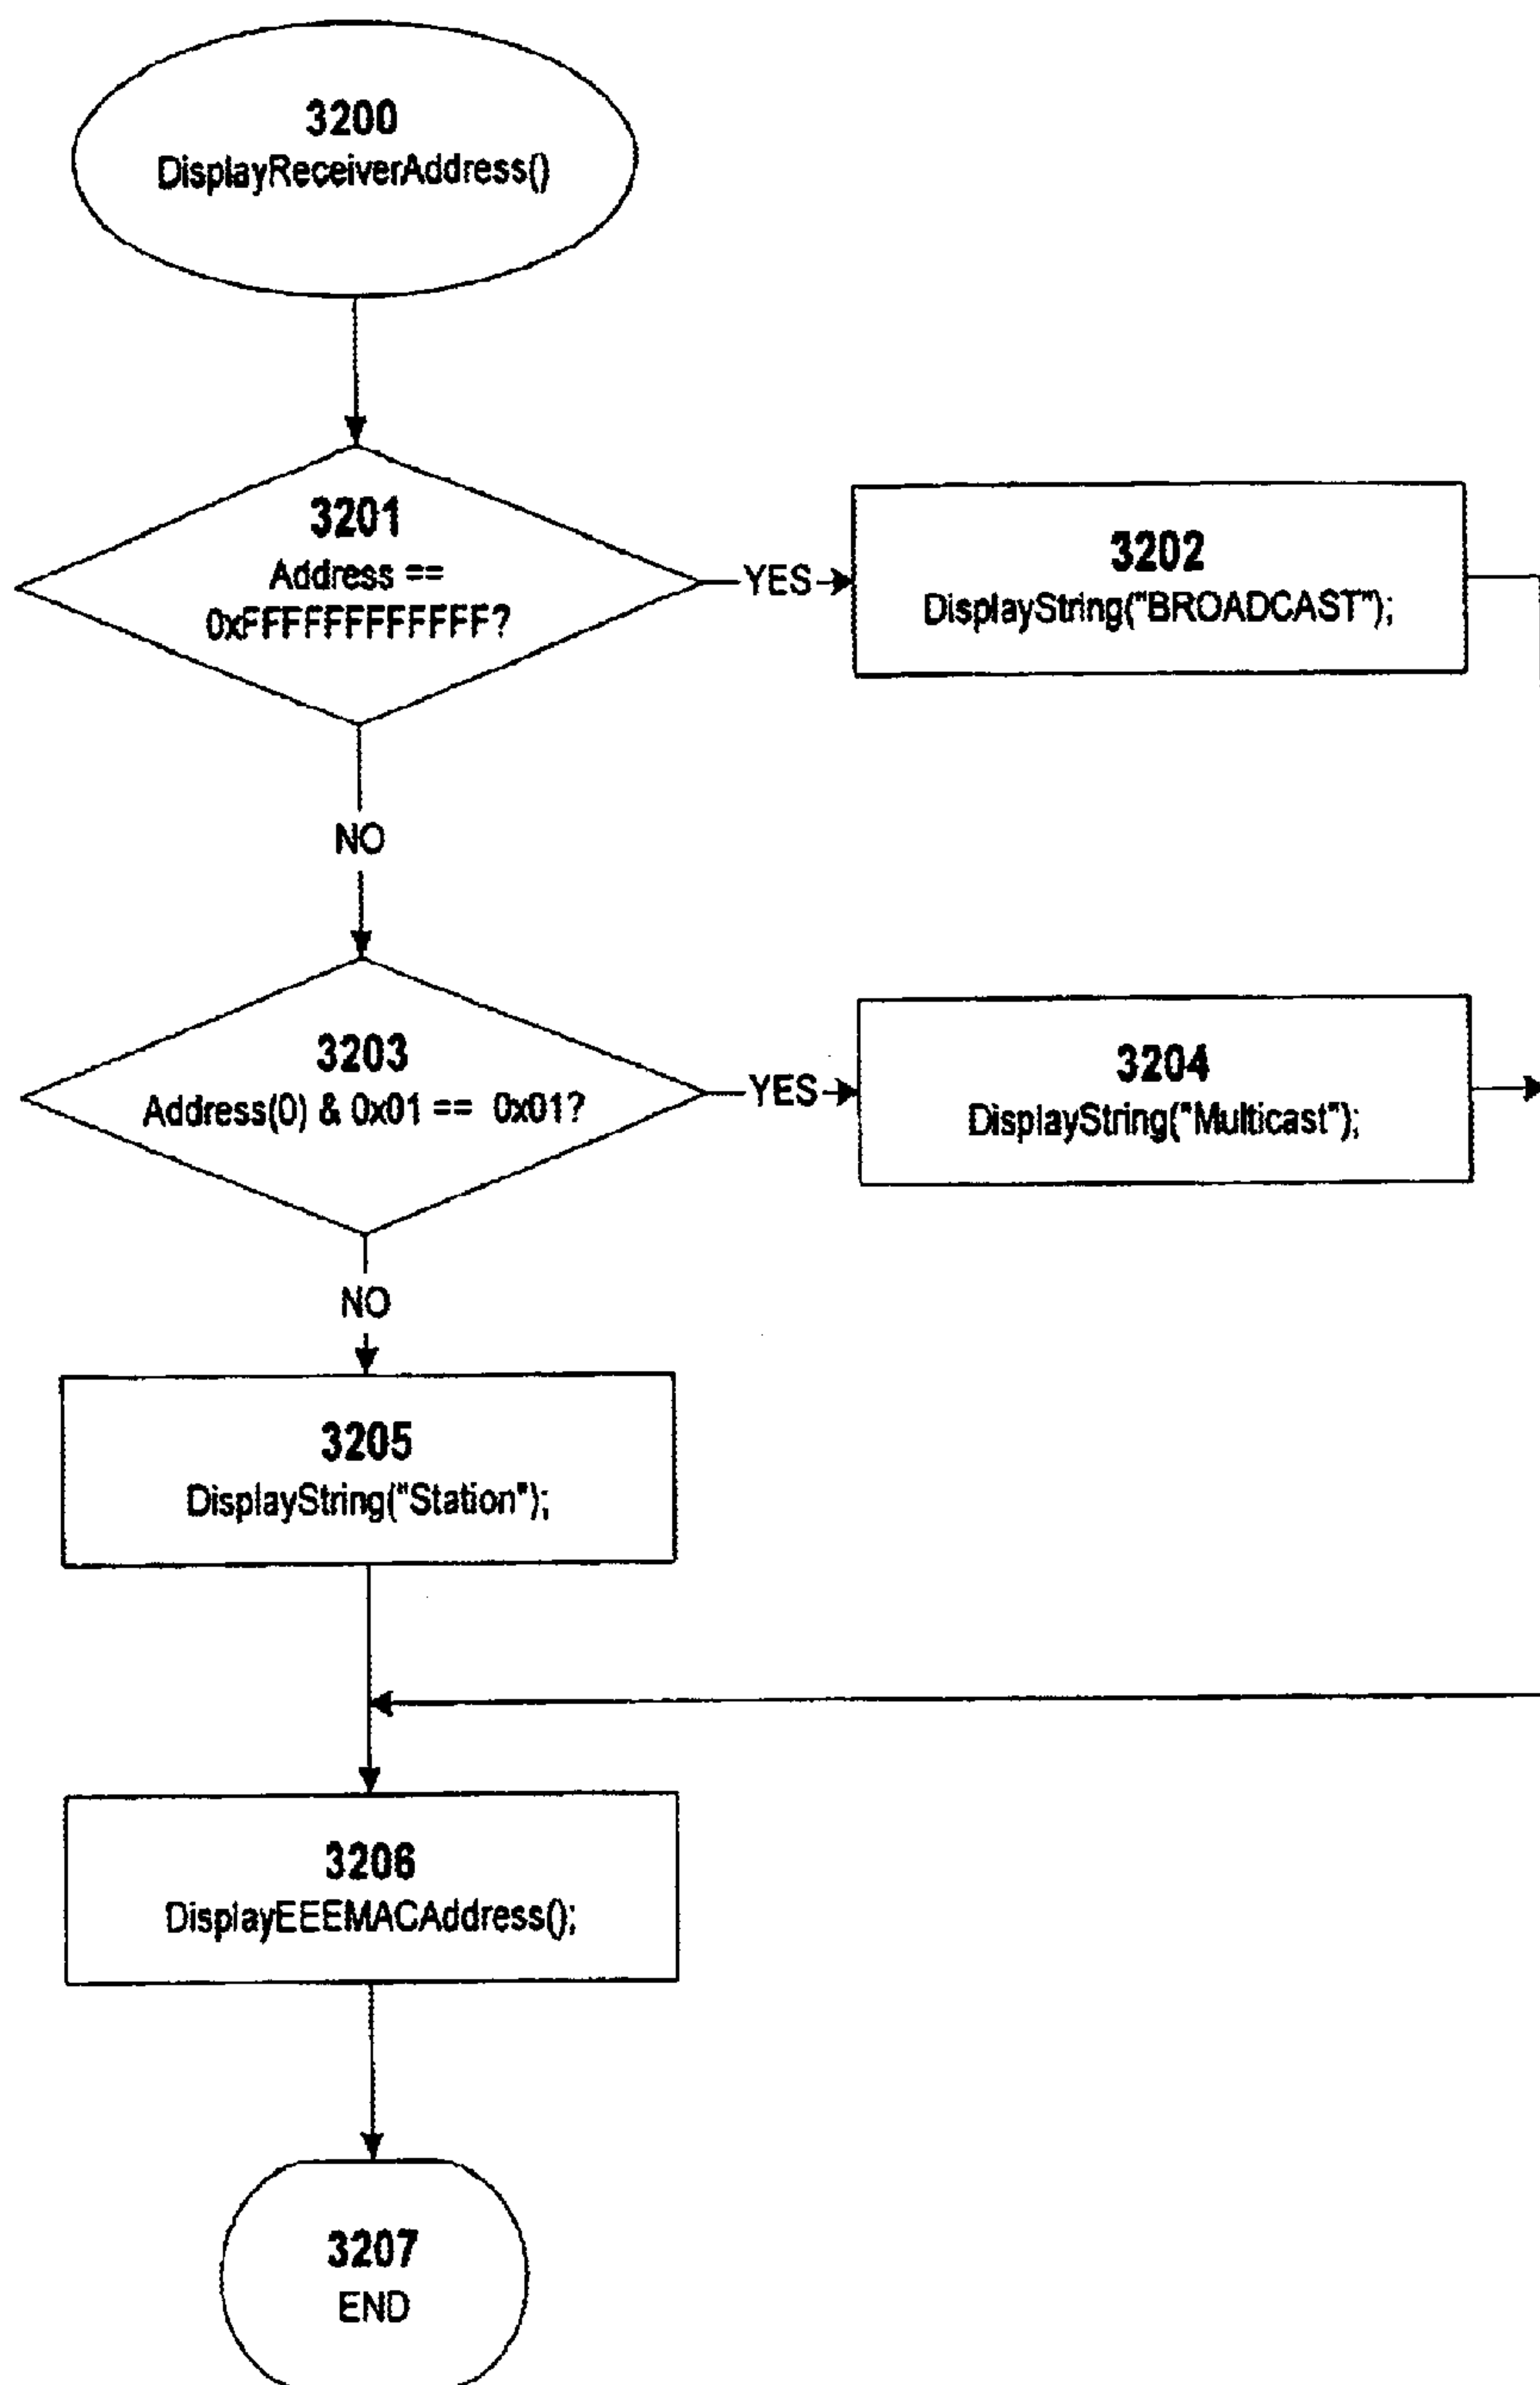 3200
DisplayReceiverAddress()
3201
Address ==
0xFFFFFFFFFFFF?
YES
3202
DisplayString("BROADCAST");
NO
3203
Address(0) & 0x01 == 0x01?
YES
3204
DisplayString("Multicast");
NO
3205
DisplayString("Station");
3206
DisplayEEEMACAddress();
3207
END